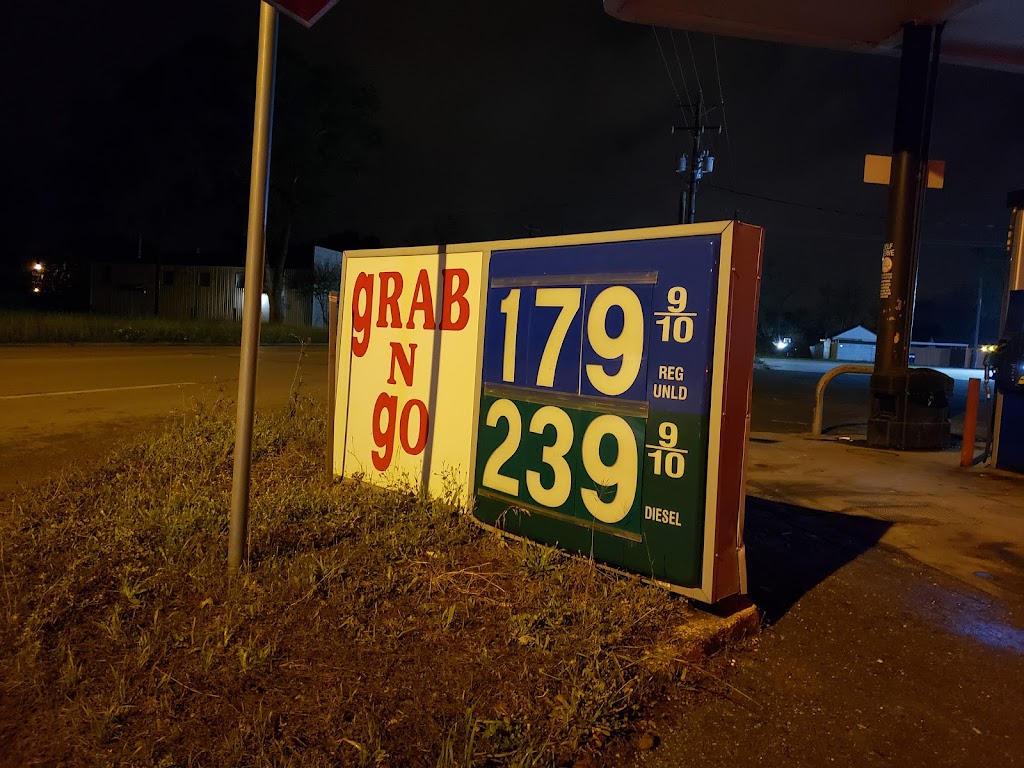 gRAB
N
gO
179 9/10
REG
UNLD
239 9/10
DIESEL